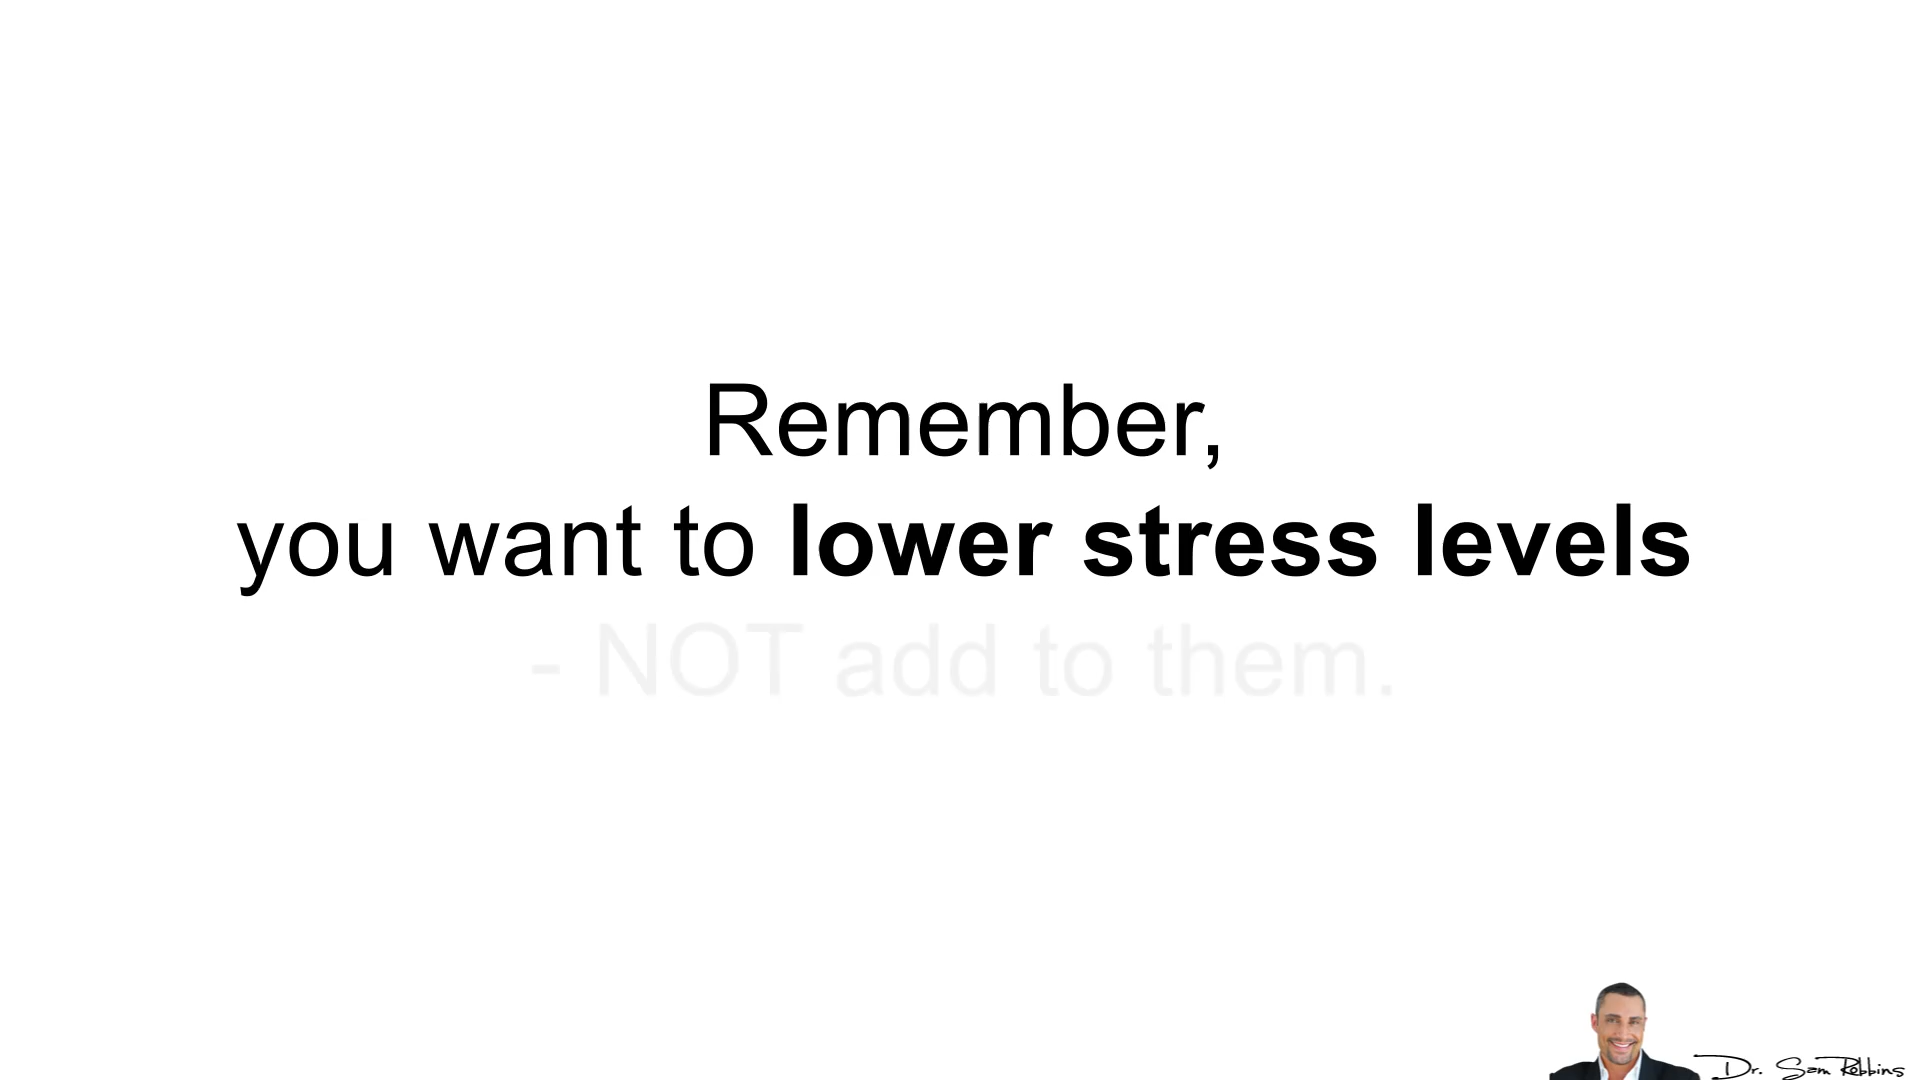 Remember,
you want to lower stress levels
- NOT add to them.
Dr. Sam Robbins